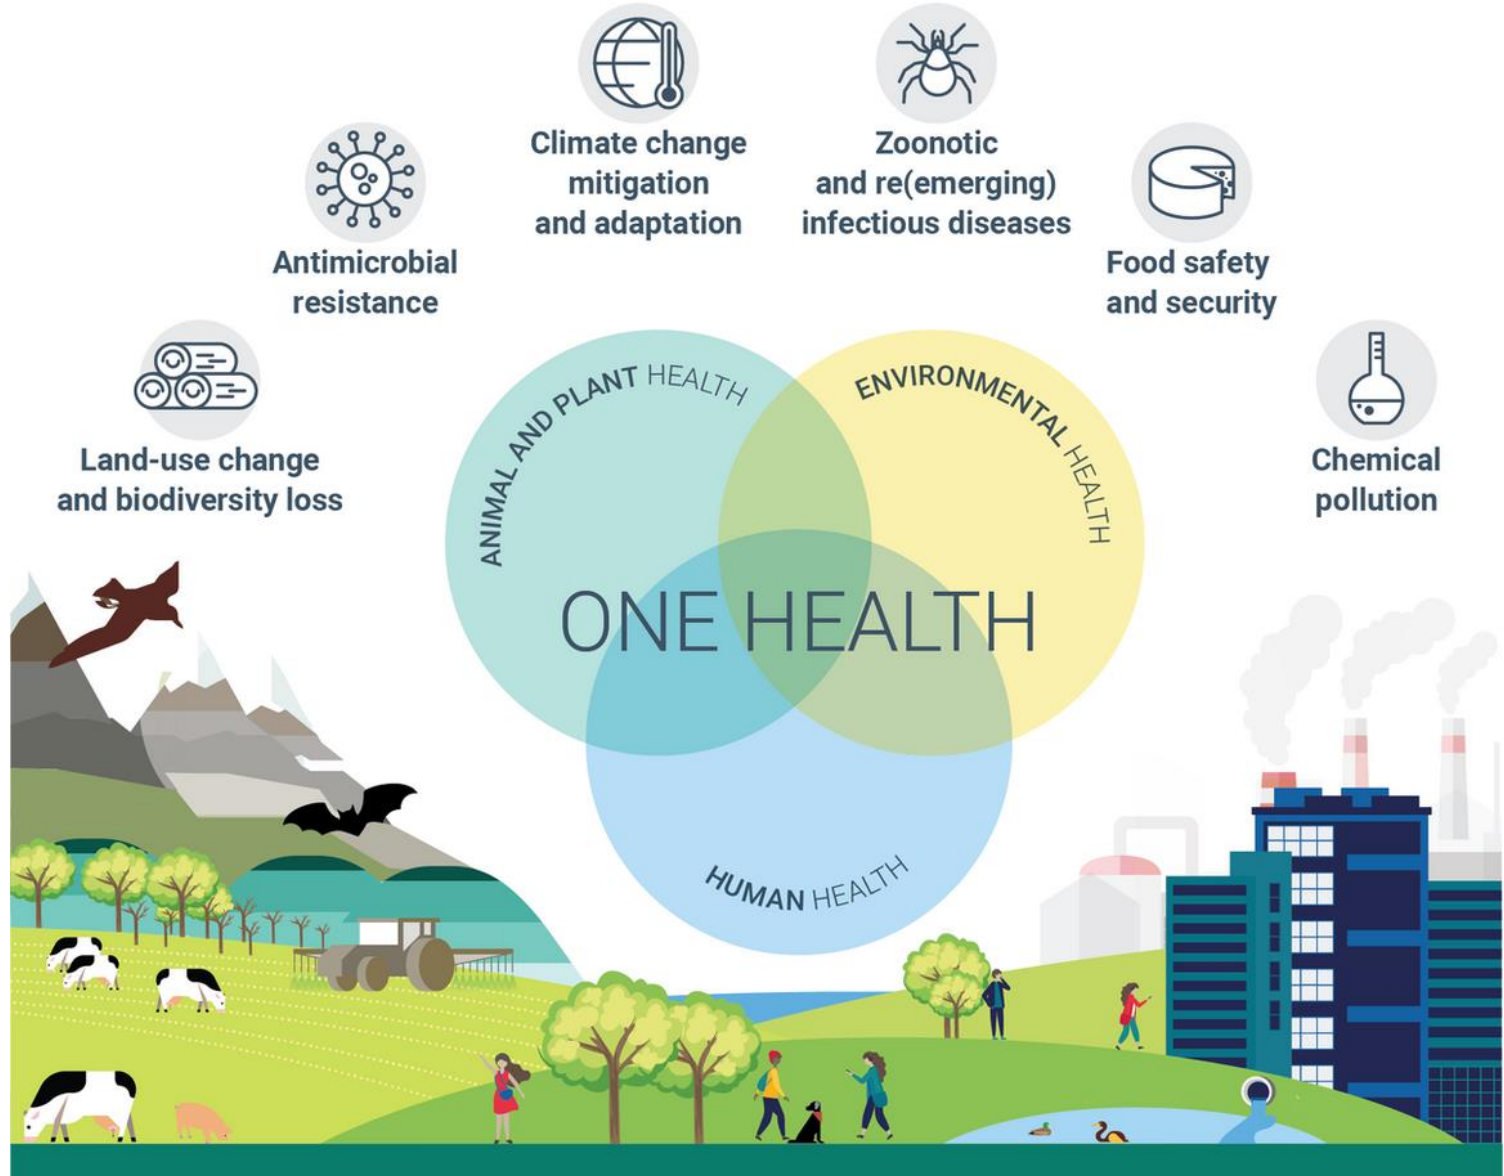 Climate change
mitigation
and adaptation
Zoonotic
and re(emerging)
infectious diseases
Antimicrobial
resistance
Food safety
and security
Land-use change
and biodiversity loss
Chemical
pollution
ANIMAL AND PLANT HEALTH
ENVIRONMENTAL HEALTH
ONE HEALTH
HUMAN HEALTH